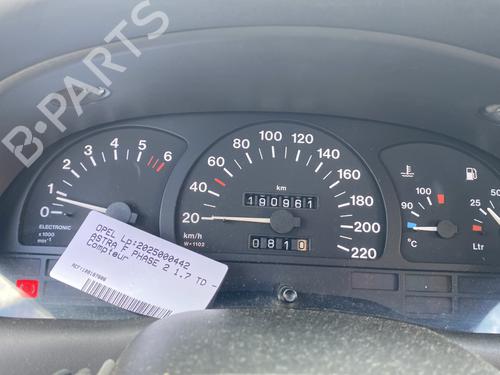 B-PARTS
0 1 2 3 4 5 6
ELECTRONIC
x1000
min-1
20 40 60 80 100 120 140 160 180 200 220
km
190961
km/h
W=1102
0810
90 100
°C
25 50
Ltr
OPEL Lp:2025000442
ASTRA F PHASE 2 1.7 TD -
Compteur